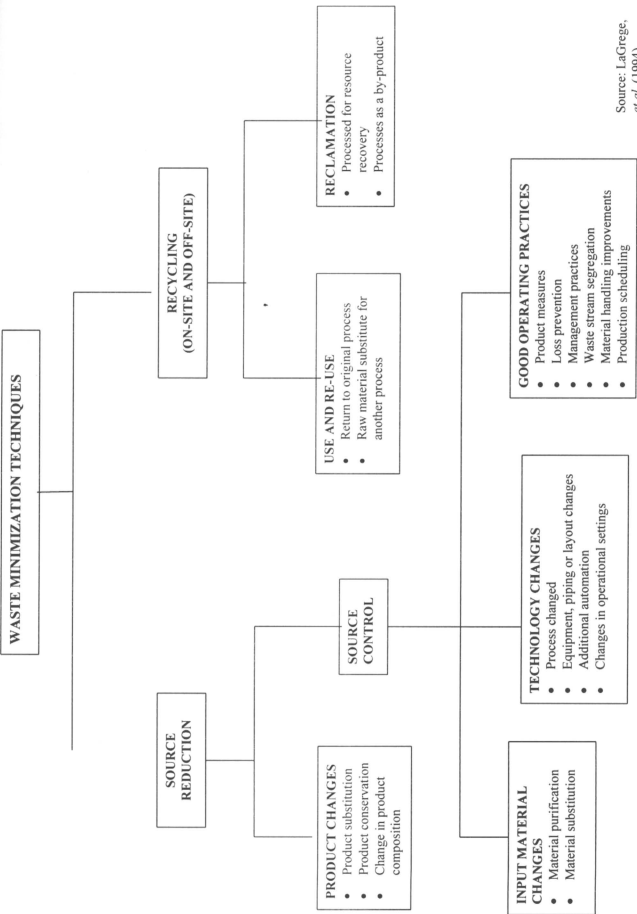 WASTE MINIMIZATION TECHNIQUES
SOURCE
REDUCTION
RECYCLING
(ON-SITE AND OFF-SITE)
PRODUCT CHANGES
• Product substitution
• Product conservation
• Change in product
composition
SOURCE
CONTROL
USE AND RE-USE
• Return to original process
• Raw material substitute for
another process
RECLAMATION
• Processed for resource
recovery
• Processes as a by-product
INPUT MATERIAL
CHANGES
• Material purification
• Material substitution
TECHNOLOGY CHANGES
• Process changed
• Equipment, piping or layout changes
• Additional automation
• Changes in operational settings
GOOD OPERATING PRACTICES
• Product measures
• Loss prevention
• Management practices
• Waste stream segregation
• Material handling improvements
• Production scheduling
Source: LaGrege,
et al. (1994)